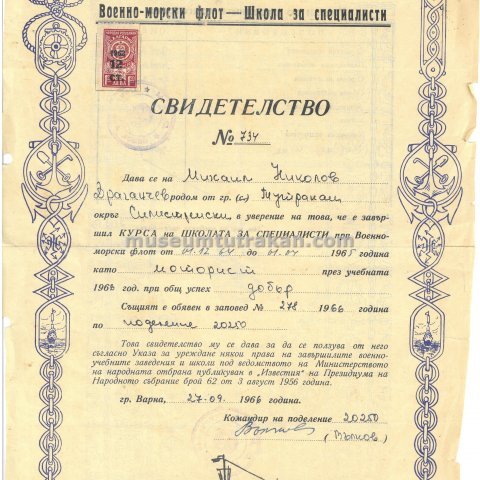 Военно-морски флот — Школа за специалисти
СВИДЕТЕЛСТВО
№ 734
Дава се на Михаил Николов
Драганчев родом от гр. (с.) Тутракан
окръг Силистренски в уверение на това, че е завър-
шил КУРСА на ШКОЛАТА ЗА СПЕЦИАЛИСТИ при Военно-
морски флот от 01.12.64 до 01.04 1965 година
като моторист през учебната
1965 год. при общ успех добър
Същият е обявен в заповед № 278 1966 година
по поделение 20250
Това свидетелство му се дава за да се ползува от него
съгласно Указа за уреждане някои права на завършилите военно-
учебните заведения и школи под ведомството на Министерството
на народната отбрана публикуван в „Известия" на Президиума на
Народното събрание брой 62 от 3 август 1956 година.
гр. Варна, 27.09. 1966 година.
Командир на поделение 20250
(Вълков)
museumtutrakan.com